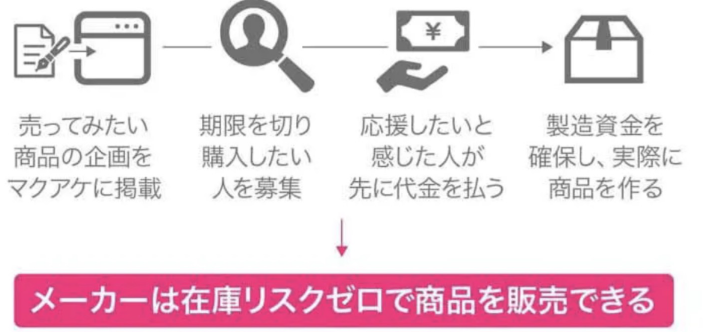 ¥
売ってみたい
商品の企画を
マクアケに掲載
期限を切り
購入したい
人を募集
応援したいと
感じた人が
先に代金を払う
製造資金を
確保し、実際に
商品を作る
メーカーは在庫リスクゼロで商品を販売できる